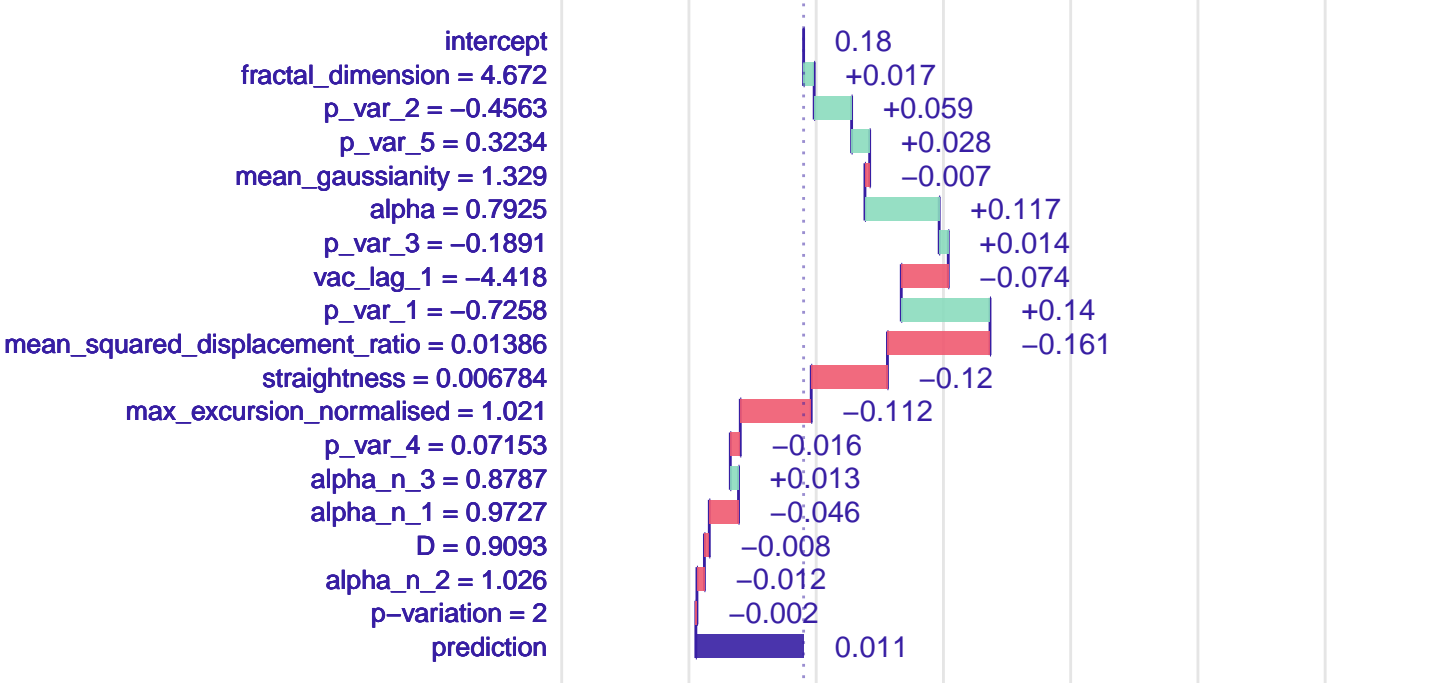 intercept 0.18
fractal_dimension = 4.672 +0.017
p_var_2 = −0.4563 +0.059
p_var_5 = 0.3234 +0.028
mean_gaussianity = 1.329 −0.007
alpha = 0.7925 +0.117
p_var_3 = −0.1891 +0.014
vac_lag_1 = −4.418 −0.074
p_var_1 = −0.7258 +0.14
mean_squared_displacement_ratio = 0.01386 −0.161
straightness = 0.006784 −0.12
max_excursion_normalised = 1.021 −0.112
p_var_4 = 0.07153 −0.016
alpha_n_3 = 0.8787 +0.013
alpha_n_1 = 0.9727 −0.046
D = 0.9093 −0.008
alpha_n_2 = 1.026 −0.012
p−variation = 2 −0.002
prediction 0.011